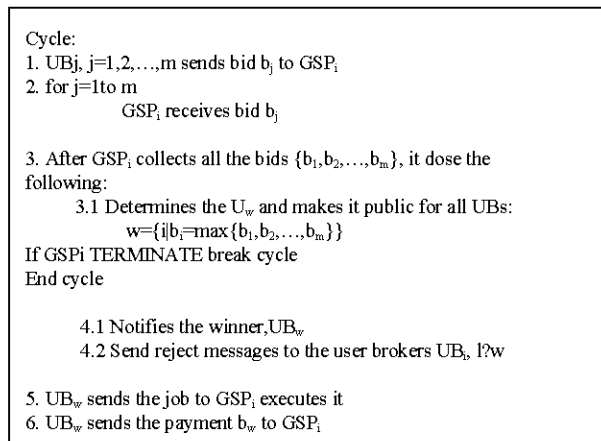 Cycle:
1. UBj, j=1,2,…,m sends bid bj to GSPi
2. for j=1to m
GSPi receives bid bj
3. After GSPi collects all the bids {b1,b2,…,bm}, it dose the
following:
3.1 Determines the Uw and makes it public for all UBs:
w={i|bi=max{b1,b2,…,bm}}
If GSPi TERMINATE break cycle
End cycle
4.1 Notifies the winner,UBw
4.2 Send reject messages to the user brokers UBi, l?w
5. UBw sends the job to GSPi executes it
6. UBw sends the payment bw to GSPi